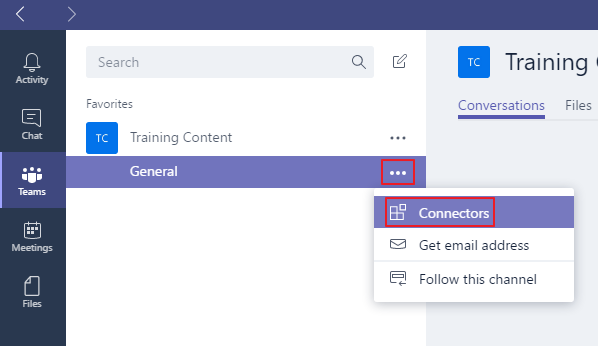 Search
TC
Training
Activity
Favorites
Conversations Files
TC Training Content
Chat
General
Teams
Connectors
Meetings
Get email address
Follow this channel
Files